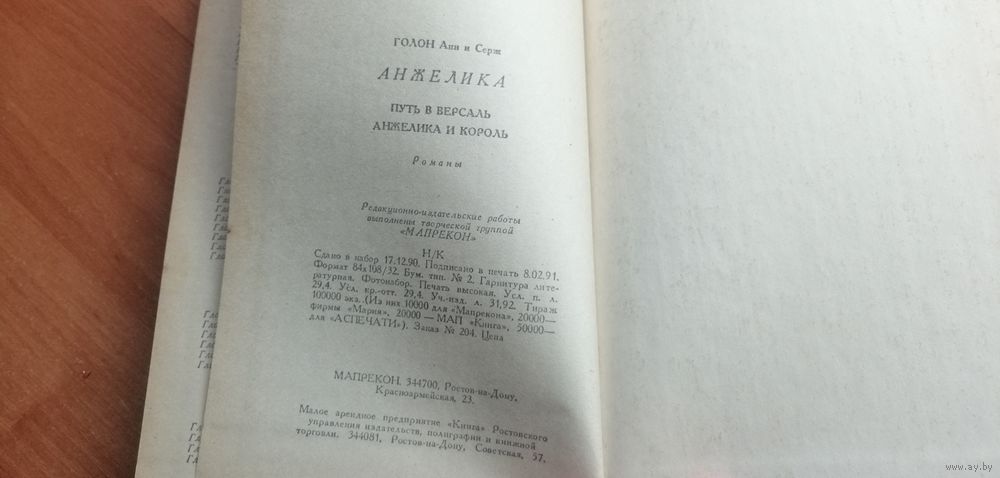 ГОЛОН Анн и Серж
АНЖЕЛИКА
ПУТЬ В ВЕРСАЛЬ
АНЖЕЛИКА И КОРОЛЬ
Романы
Редакционно-издательские работы
выполнены творческой группой
«МАПРЕКОН»
Н/К
Сдано в набор 17.12.90. Подписано в печать 8.02.91.
Формат 84x108/32. Бум. тип. № 2. Гарнитура лите-
ратурная. Фотонабор. Печать высокая. Усл. п. л.
29,4. Усл. кр.-отт. 29,4. Уч.-изд. л. 31,92. Тираж
100000 экз. (Из них 10000 для «Мапрекона», 20000—
фирмы «Мария», 20000 — МАП «Книга», 50000—
для «АСПЕЧАТИ»). Заказ № 204. Цена
МАПРЕКОН. 344700, Ростов-на-Дону,
Красноармейская, 23.
Малое арендное предприятие «Книга» Ростовского
управления издательств, полиграфии и книжной
торговли. 344081, Ростов-на-Дону, Советская, 57.
www.ay.by